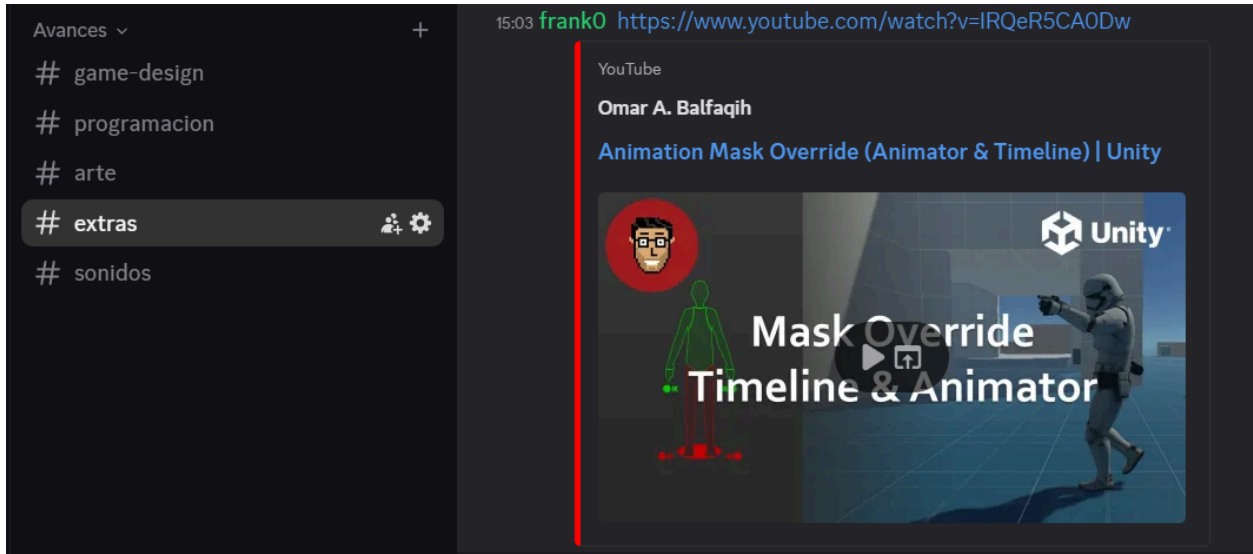 Avances
# game-design
# programacion
# arte
# extras
# sonidos
15:03 frank0 https://www.youtube.com/watch?v=IRQeR5CA0Dw
YouTube
Omar A. Balfaqih
Animation Mask Override (Animator & Timeline) | Unity
Unity
Mask Override
Timeline & Animator